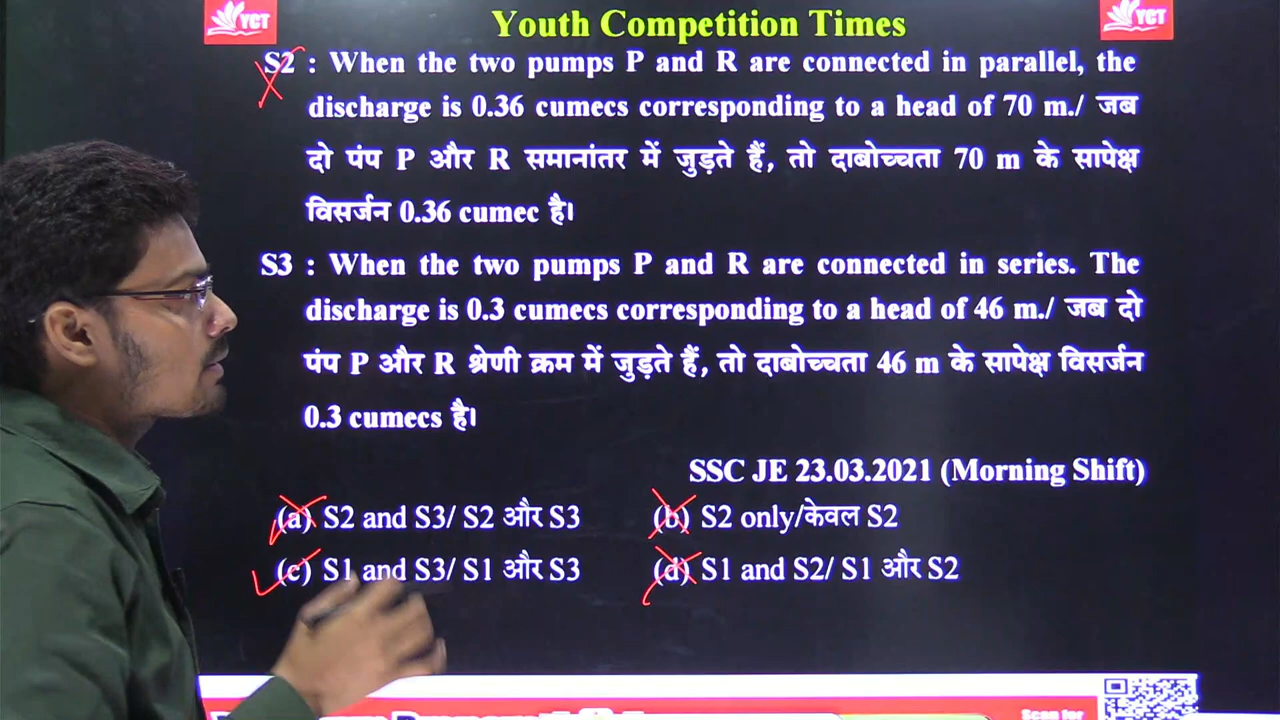 YCT
Youth Competition Times
YCT
S2 : When the two pumps P and R are connected in parallel, the
discharge is 0.36 cumecs corresponding to a head of 70 m./ जब
दो पंप P और R समानांतर में जुड़ते हैं, तो दाबोच्चता 70 m के सापेक्ष
विसर्जन 0.36 cumec है।
S3 : When the two pumps P and R are connected in series. The
discharge is 0.3 cumecs corresponding to a head of 46 m./ जब दो
पंप P और R श्रेणी क्रम में जुड़ते हैं, तो दाबोच्चता 46 m के सापेक्ष विसर्जन
0.3 cumecs है।
SSC JE 23.03.2021 (Morning Shift)
(a) S2 and S3/ S2 और S3
(b) S2 only/केवल S2
(c) S1 and S3/ S1 और S3
(d) S1 and S2/ S1 और S2
Scan for